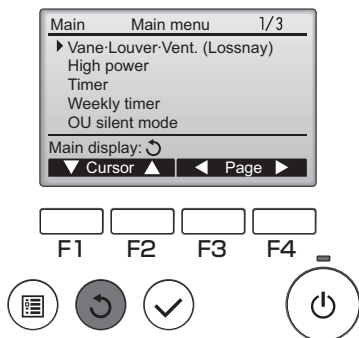 Main Main menu 1/3
Vane·Louver·Vent. (Lossnay)
High power
Timer
Weekly timer
OU silent mode
Main display:
Cursor Page
F1 F2 F3 F4